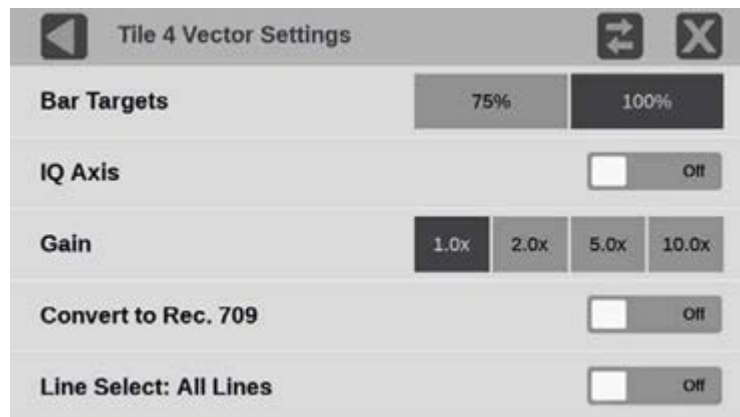 Tile 4 Vector Settings
Bar Targets 75% 100%
IQ Axis Off
Gain 1.0x 2.0x 5.0x 10.0x
Convert to Rec. 709 Off
Line Select: All Lines Off